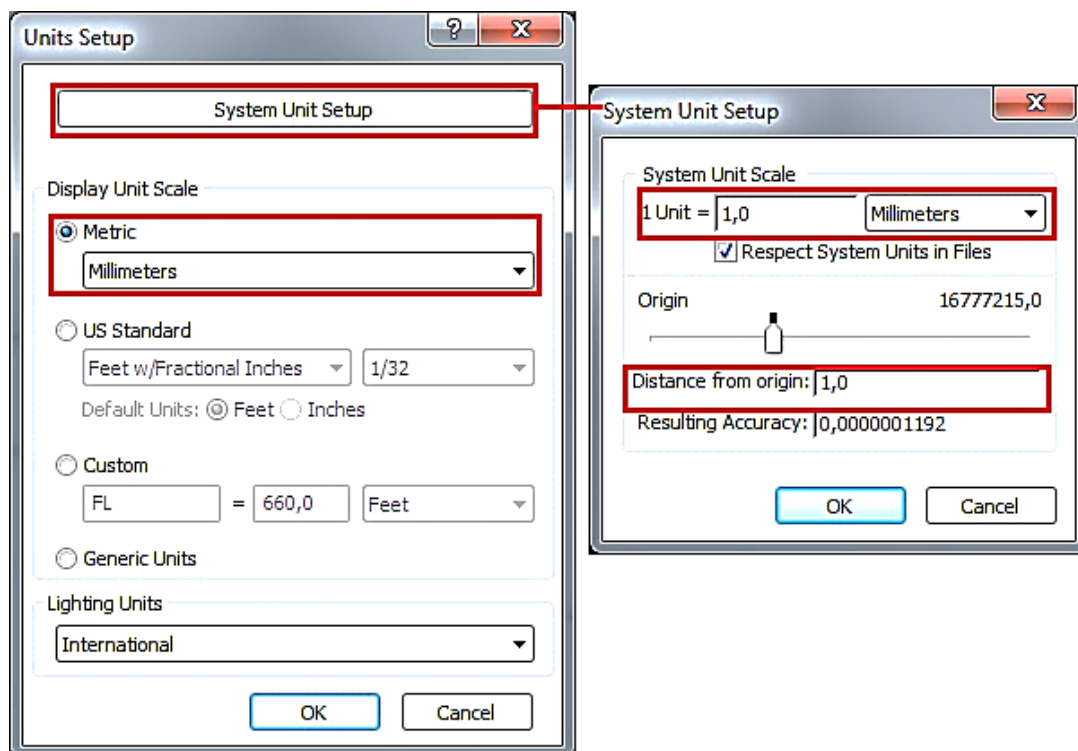 Units Setup
System Unit Setup
Display Unit Scale
Metric
Millimeters
US Standard
Feet w/Fractional Inches 1/32
Default Units: Feet Inches
Custom
FL = 660,0 Feet
Generic Units
Lighting Units
International
OK Cancel
System Unit Setup
System Unit Scale
1 Unit = 1,0 Millimeters
Respect System Units in Files
Origin 16777215,0
Distance from origin: 1,0
Resulting Accuracy: 0,0000001192
OK Cancel